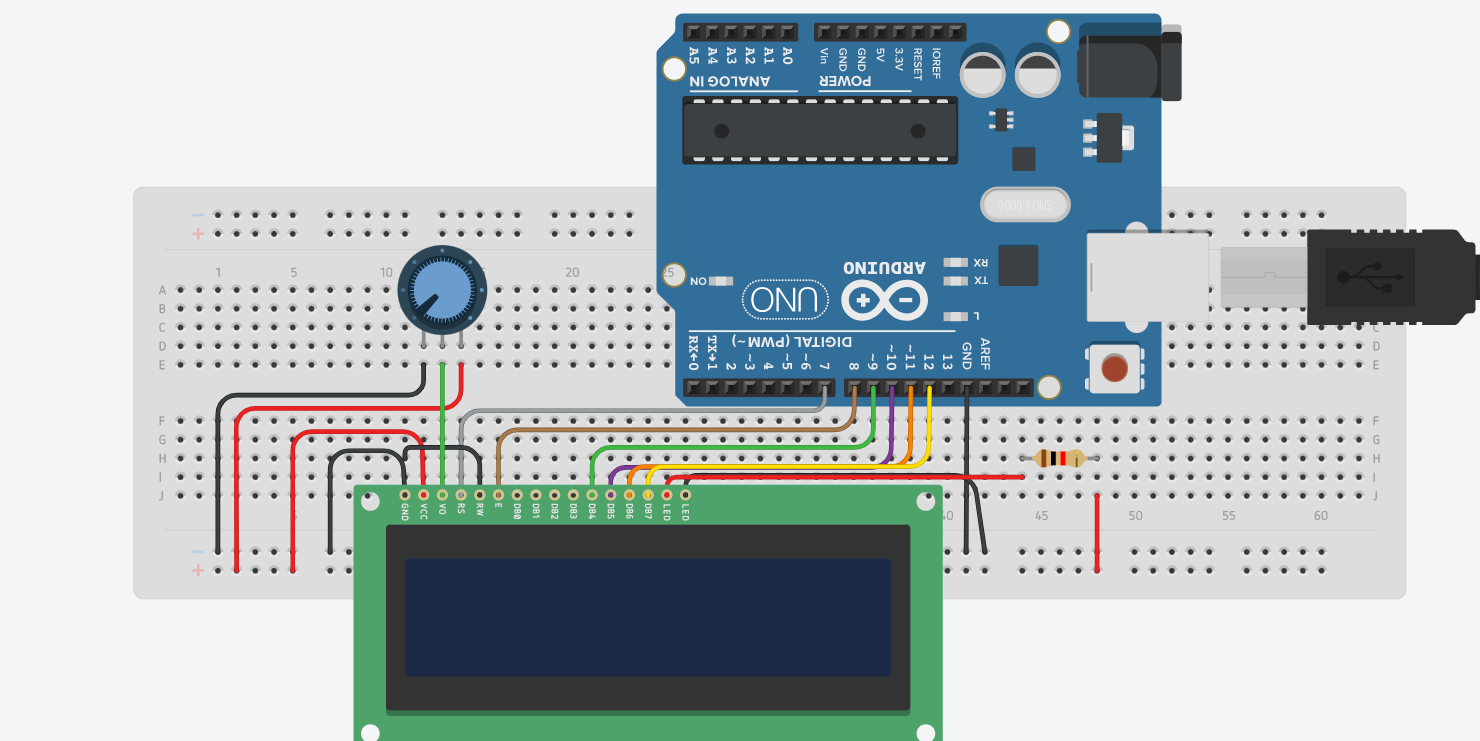 A5 A4 A3 A2 A1 A0
Vin GND GND 5V 3.3V RESET IOREF
ANALOG IN
POWER
SPK16.000G
− +
1 5 10 20 25
A
B
C
D
E
ON
UNO
ARDUINO
RX
TX
L
DIGITAL (PWM~)
RX←0 TX→1 2 ~3 4 ~5 ~6 7 8 ~9 ~10 ~11 12 13 GND AREF
C
D
E
F
G
H
I
J
F
G
H
I
J
GND VCC VO RS RW E DB0 DB1 DB2 DB3 DB4 DB5 DB6 DB7 LED LED
40 45 50 55 60
− +